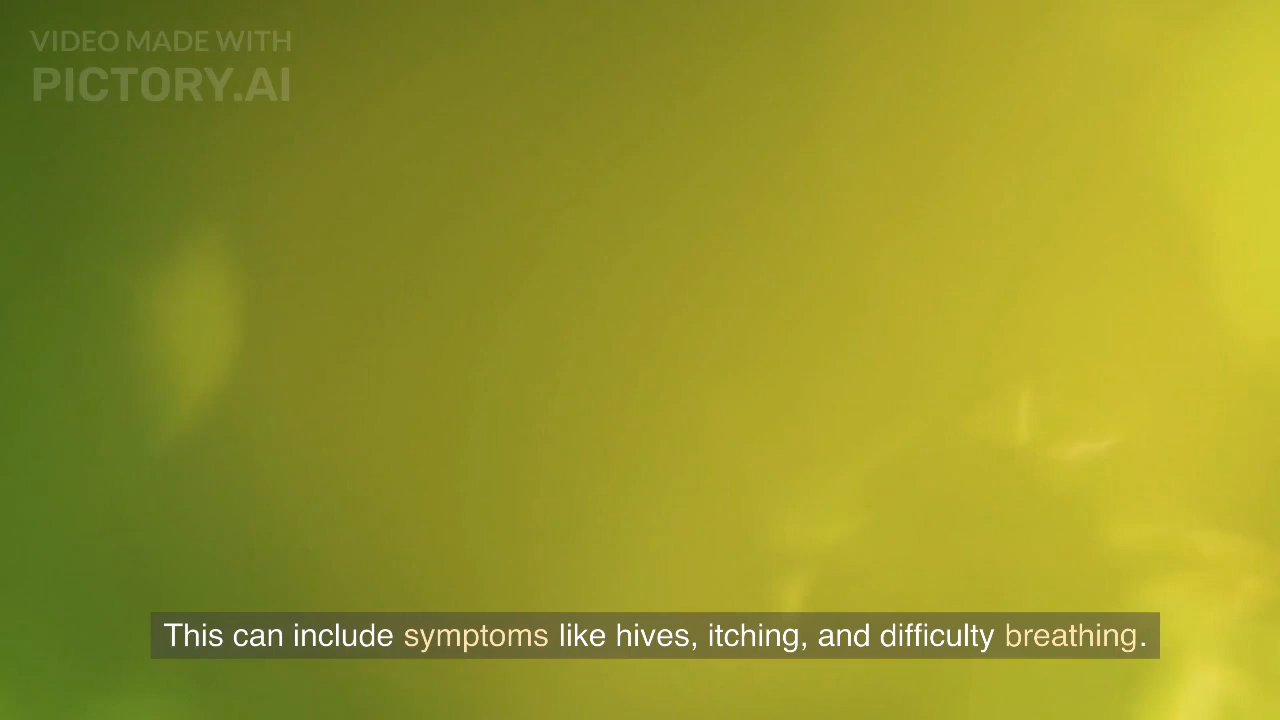 VIDEO MADE WITH
PICTORY.AI
This can include symptoms like hives, itching, and difficulty breathing.